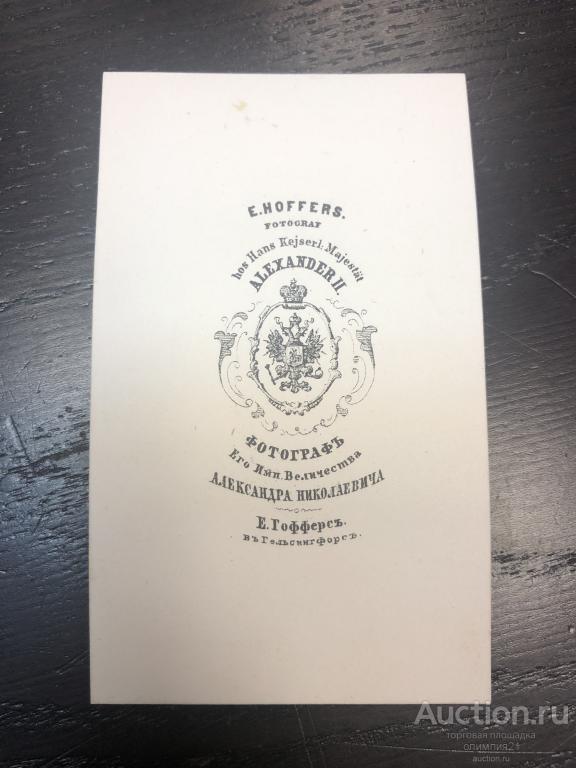 E. HOFFERS.
FOTOGRAF
hos Hans Kejserl: Majestät
ALEXANDER II.
ФОТОГРАФЪ
Его Имп. Величества
АЛЕКСАНДРА НИКОЛАЕВИЧА
Е. Гофферсъ.
въ Гельсингфорсѣ.
Auction.ru
торговая площадка
олимпия21
auction.ru